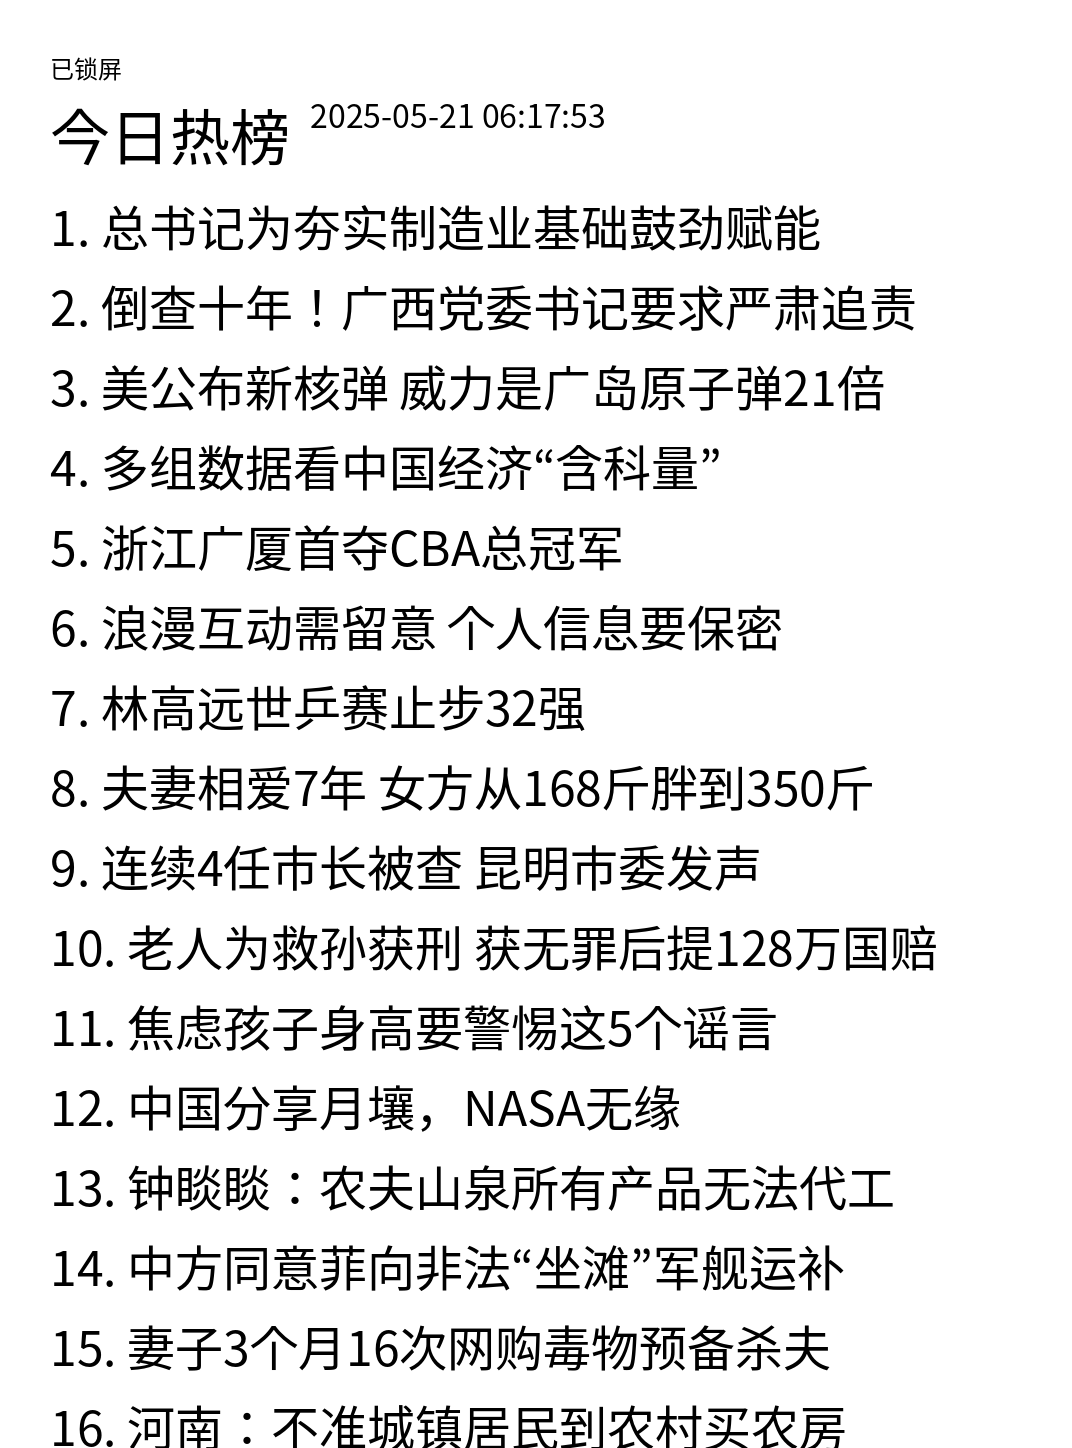 已锁屏
今日热榜 2025-05-21 06:17:53
1. 总书记为夯实制造业基础鼓劲赋能
2. 倒查十年！广西党委书记要求严肃追责
3. 美公布新核弹 威力是广岛原子弹21倍
4. 多组数据看中国经济“含科量”
5. 浙江广厦首夺CBA总冠军
6. 浪漫互动需留意 个人信息要保密
7. 林高远世乒赛止步32强
8. 夫妻相爱7年 女方从168斤胖到350斤
9. 连续4任市长被查 昆明市委发声
10. 老人为救孙获刑 获无罪后提128万国赔
11. 焦虑孩子身高要警惕这5个谣言
12. 中国分享月壤，NASA无缘
13. 钟睒睒：农夫山泉所有产品无法代工
14. 中方同意菲向非法“坐滩”军舰运补
15. 妻子3个月16次网购毒物预备杀夫
16. 河南：不准城镇居民到农村买农房